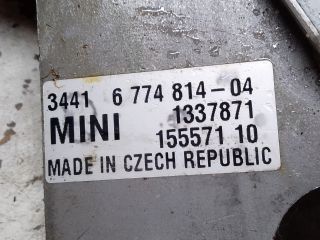 3441 6 774 814-04
MINI 1337871
155571 10
MADE IN CZECH REPUBLIC